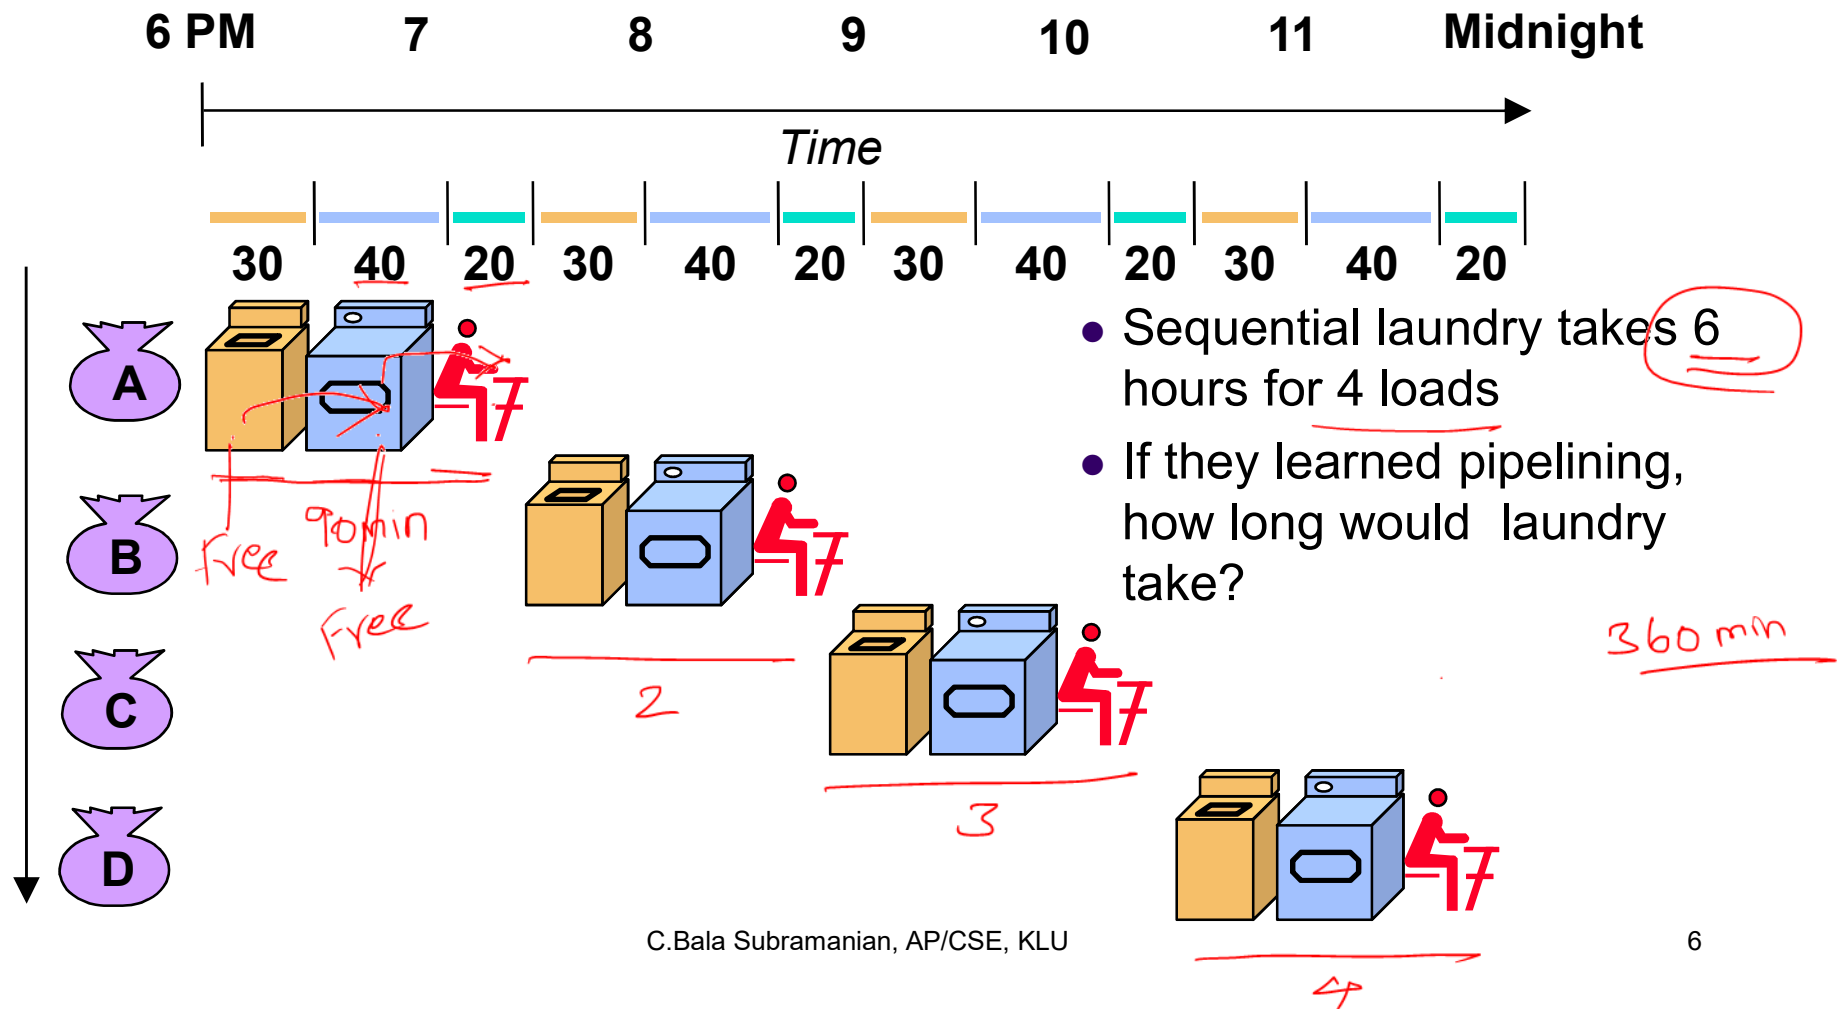 6 PM 7 8 9 10 11 Midnight
Time
30 40 20 30 40 20 30 40 20 30 40 20
A
● Sequential laundry takes 6
hours for 4 loads
● If they learned pipelining,
how long would laundry
take?
B
90min
Free
Free
360 min
C
2
3
D
C.Bala Subramanian, AP/CSE, KLU
6
4